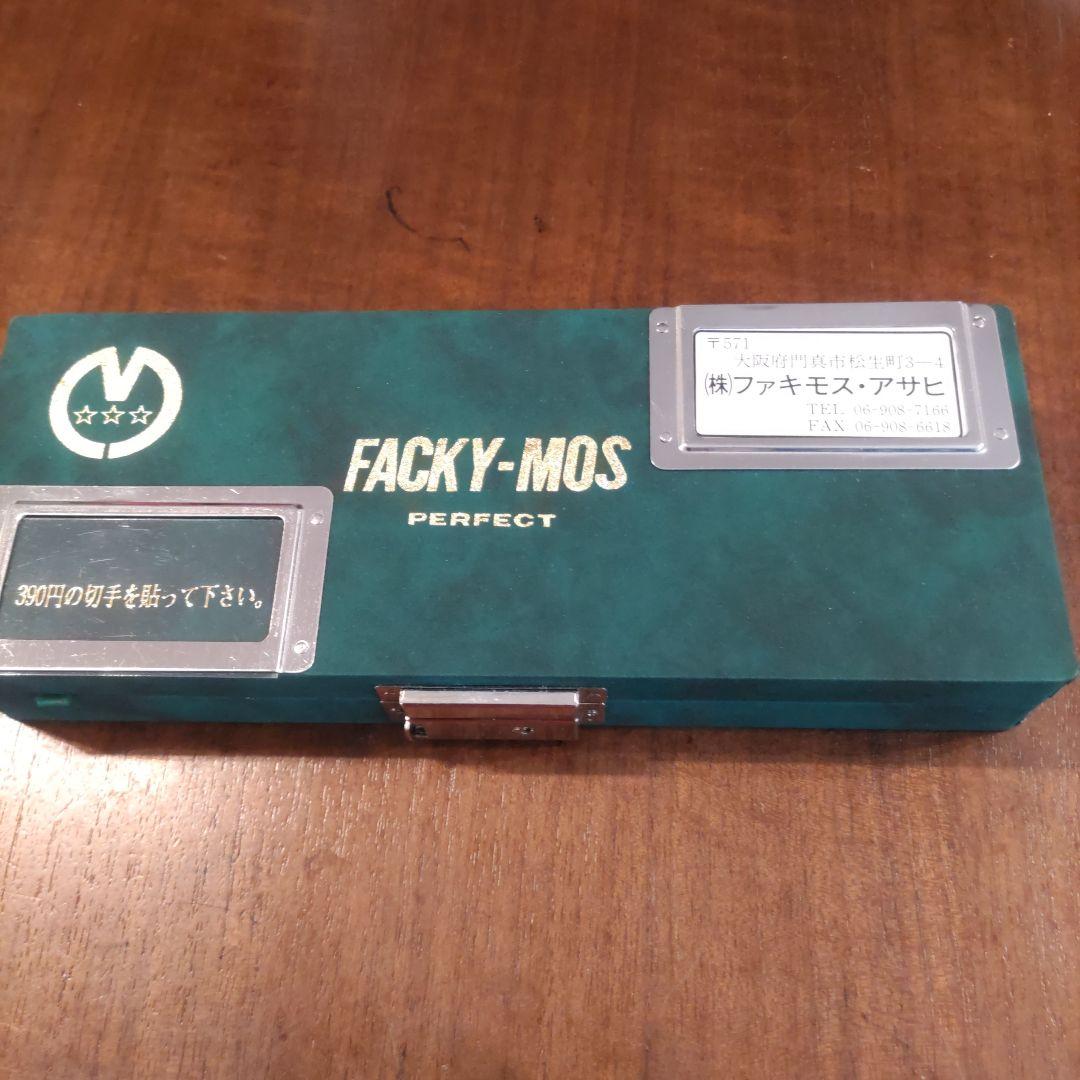 〒571
大阪府門真市松生町3−4
㈱ファキモス・アサヒ
TEL 06-908-7166
FAX 06-908-6618
FACKY-MOS
PERFECT
390円の切手を貼って下さい。